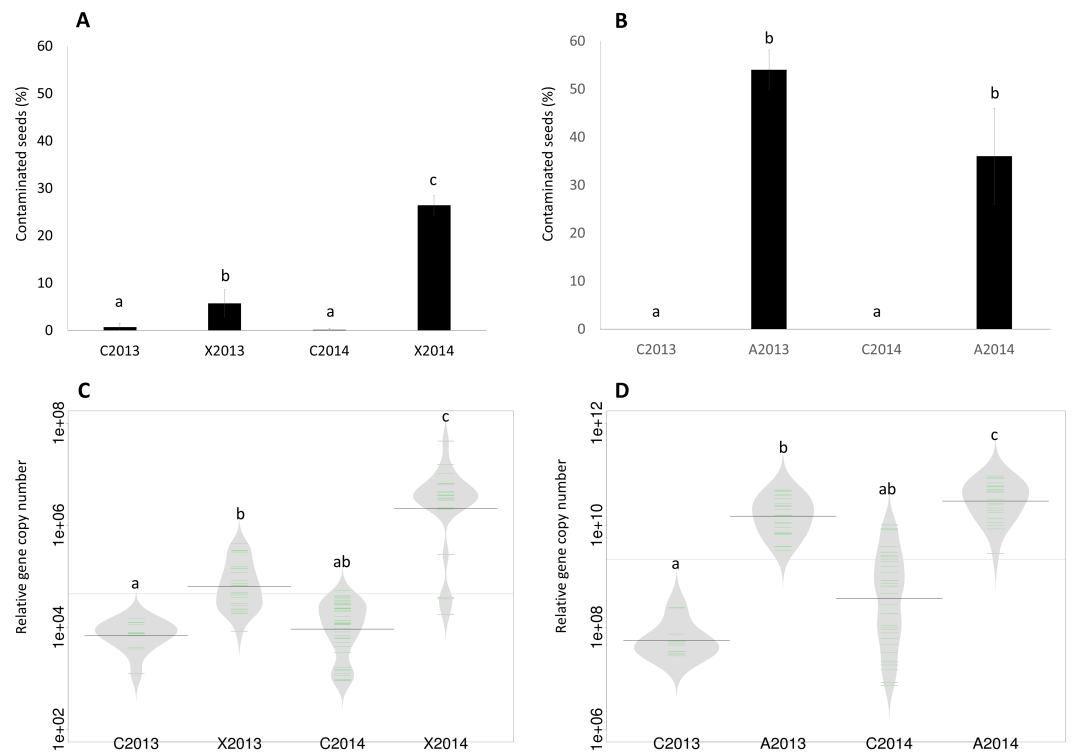 A
Contaminated seeds (%)
60
50
40
30
20
10
0
a
b
a
c
C2013 X2013 C2014 X2014
B
Contaminated seeds (%)
60
50
40
30
20
10
0
a
b
a
b
C2013 A2013 C2014 A2014
C
Relative gene copy number
1e+08
1e+06
1e+04
1e+02
a
b
ab
c
C2013 X2013 C2014 X2014
D
Relative gene copy number
1e+12
1e+10
1e+08
1e+06
a
b
ab
c
C2013 A2013 C2014 A2014